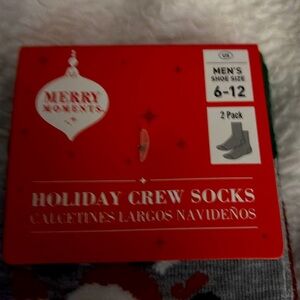 MERRY
MOMENTS
US
MEN'S
SHOE SIZE
6-12
2 Pack
HOLIDAY CREW SOCKS
CALCETINES LARGOS NAVIDEÑOS